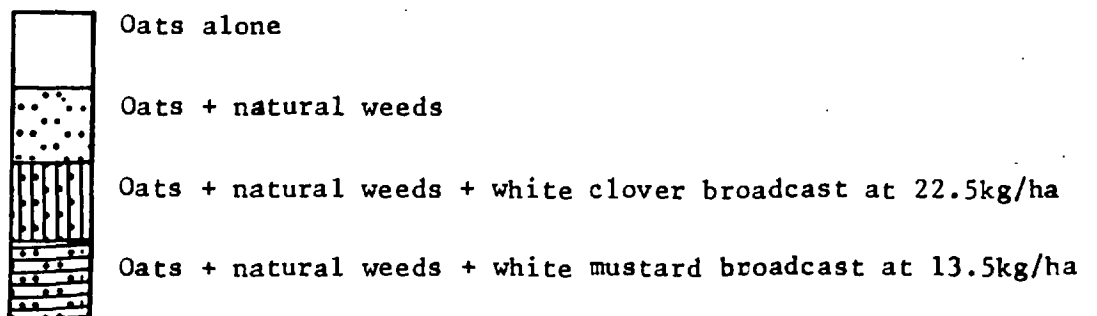 Oats alone
Oats + natural weeds
Oats + natural weeds + white clover broadcast at 22.5kg/ha
Oats + natural weeds + white mustard broadcast at 13.5kg/ha